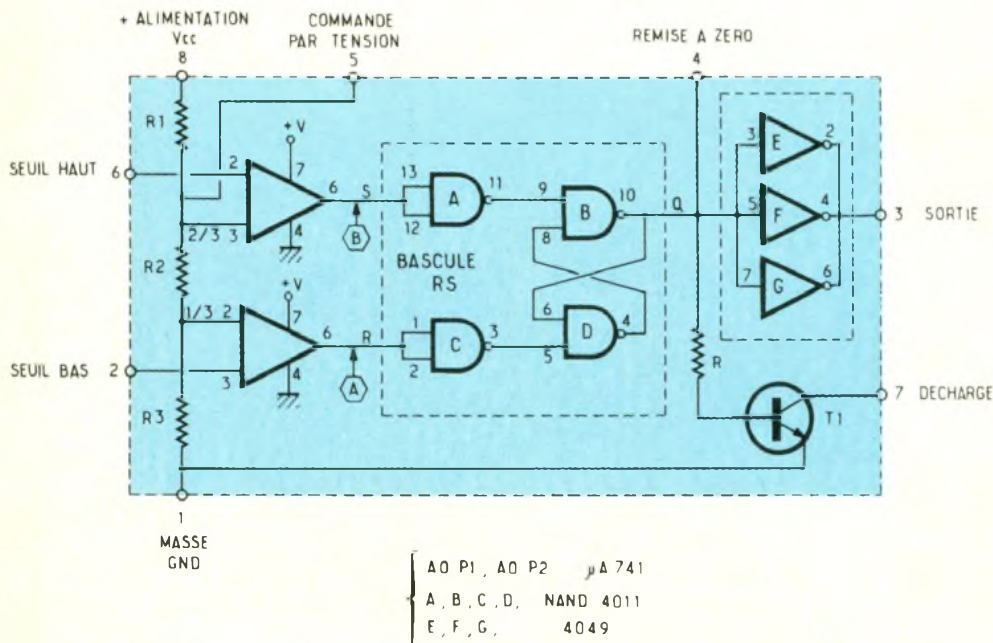 + ALIMENTATION
Vcc
8
COMMANDE
PAR TENSION
5
REMISE A ZERO
4
R1
+V
7
SEUIL HAUT 6
2
6
S
B
4
2/3 3
13
12
A
11
9
8
B
10
Q
3 E 2
5 F 4
3 SORTIE
7 G 6
R2
BASCULE
RS
+V
7
1/3 2
6
R
A
4
SEUIL BAS 2
3
1
2
C
3
6
5
D
4
R
7 DECHARGE
T1
R3
1
MASSE
GND
AO P1, AO P2 µA 741
A, B, C, D, NAND 4011
E, F, G, 4049